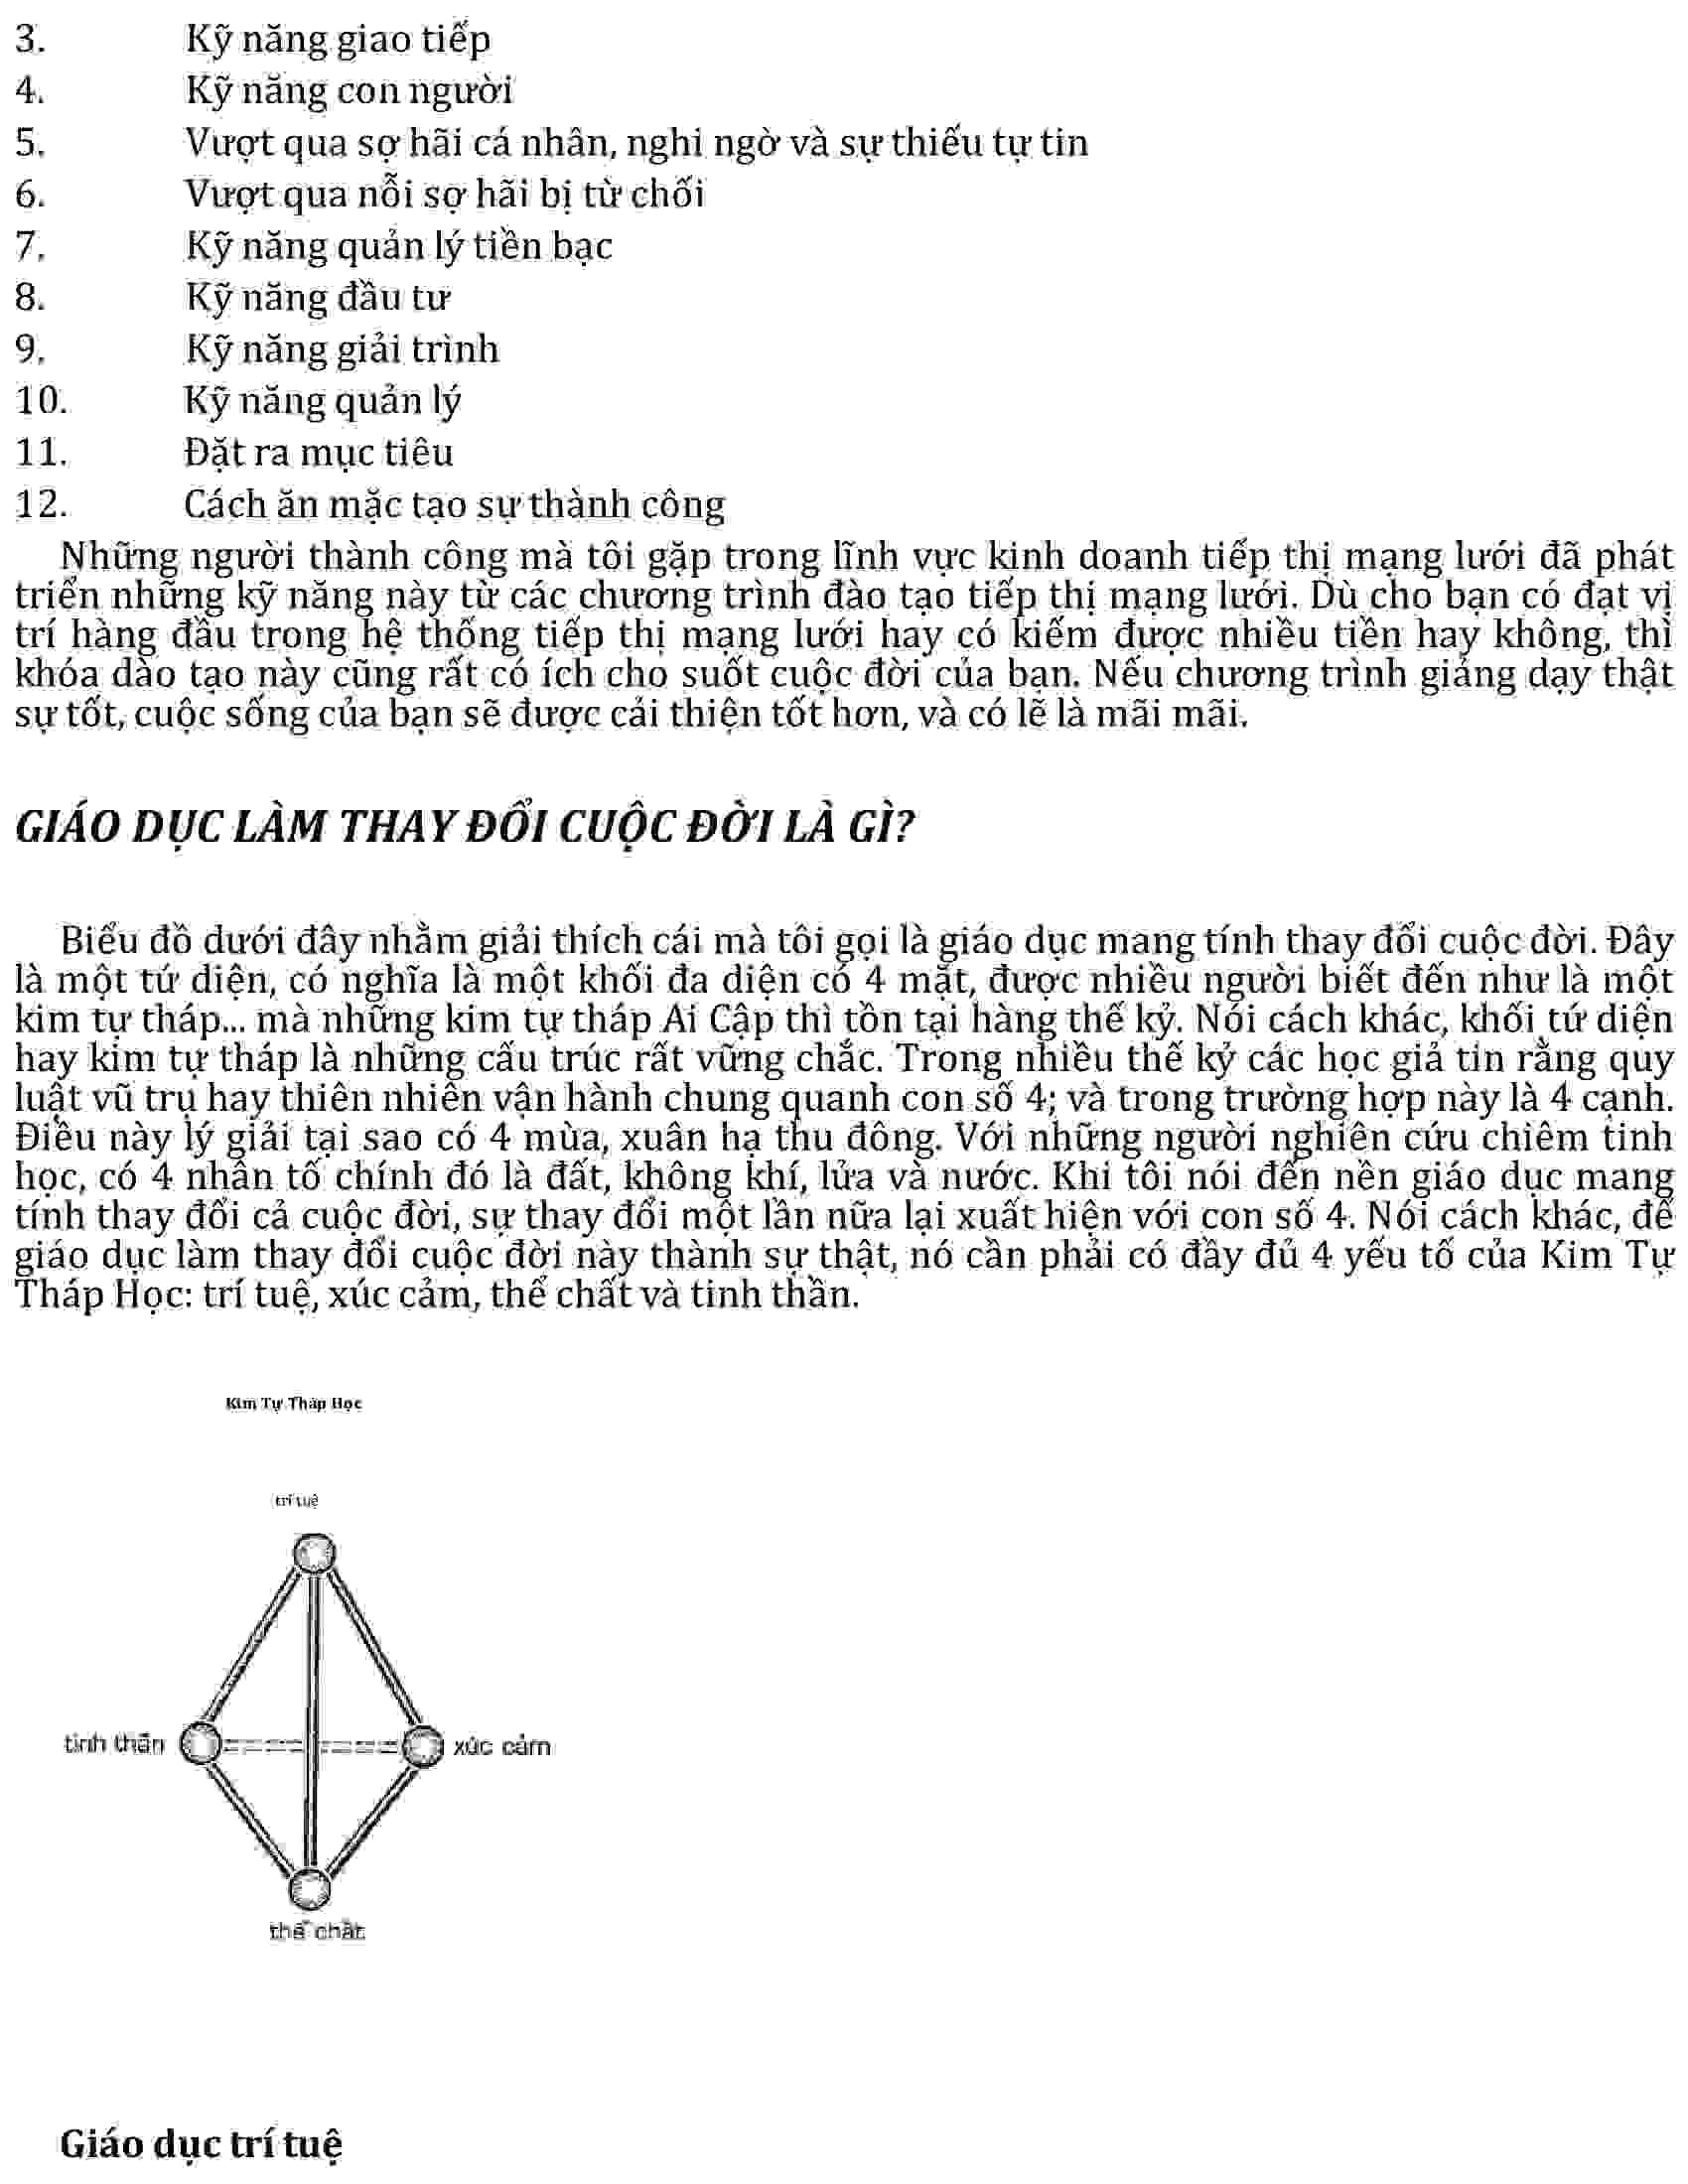 3. Kỹ năng giao tiếp
4. Kỹ năng con người
5. Vượt qua sợ hãi cá nhân, nghi ngờ và sự thiếu tự tin
6. Vượt qua nỗi sợ hãi bị từ chối
7. Kỹ năng quản lý tiền bạc
8. Kỹ năng đầu tư
9. Kỹ năng giải trình
10. Kỹ năng quản lý
11. Đặt ra mục tiêu
12. Cách ăn mặc tạo sự thành công
Những người thành công mà tôi gặp trong lĩnh vực kinh doanh tiếp thị mạng lưới đã phát
triển những kỹ năng này từ các chương trình đào tạo tiếp thị mạng lưới. Dù cho bạn có đạt vị
trí hàng đầu trong hệ thống tiếp thị mạng lưới hay có kiếm được nhiều tiền hay không, thì
khóa dào tạo này cũng rất có ích cho suốt cuộc đời của bạn. Nếu chương trình giảng dạy thật
sự tốt, cuộc sống của bạn sẽ được cải thiện tốt hơn, và có lẽ là mãi mãi.
GIÁO DỤC LÀM THAY ĐỔI CUỘC ĐỜI LÀ GÌ?
Biểu đồ dưới đây nhằm giải thích cái mà tôi gọi là giáo dục mang tính thay đổi cuộc đời. Đây
là một tứ diện, có nghĩa là một khối đa diện có 4 mặt, được nhiều người biết đến như là một
kim tự tháp... mà những kim tự tháp Ai Cập thì tồn tại hàng thế kỷ. Nói cách khác, khối tứ diện
hay kim tự tháp là những cấu trúc rất vững chắc. Trong nhiều thế kỷ các học giả tin rằng quy
luật vũ trụ hay thiên nhiên vận hành chung quanh con số 4; và trong trường hợp này là 4 cạnh.
Điều này lý giải tại sao có 4 mùa, xuân hạ thu đông. Với những người nghiên cứu chiêm tinh
học, có 4 nhân tố chính đó là đất, không khí, lửa và nước. Khi tôi nói đến nền giáo dục mang
tính thay đổi cả cuộc đời, sự thay đổi một lần nữa lại xuất hiện với con số 4. Nói cách khác, để
giáo dục làm thay đổi cuộc đời này thành sự thật, nó cần phải có đầy đủ 4 yếu tố của Kim Tự
Tháp Học: trí tuệ, xúc cảm, thể chất và tinh thần.
Kim Tự Tháp Học
trí tuệ
tinh thần
xúc cảm
thể chất
Giáo dục trí tuệ